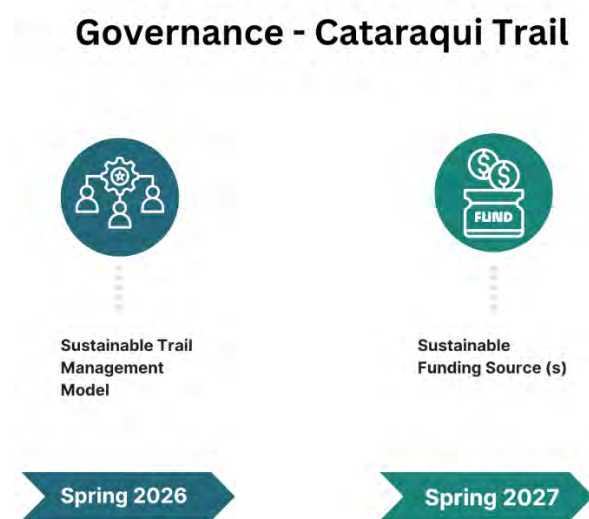 Governance - Cataraqui Trail
FUND
Sustainable Trail
Management
Model
Sustainable
Funding Source (s)
Spring 2026
Spring 2027